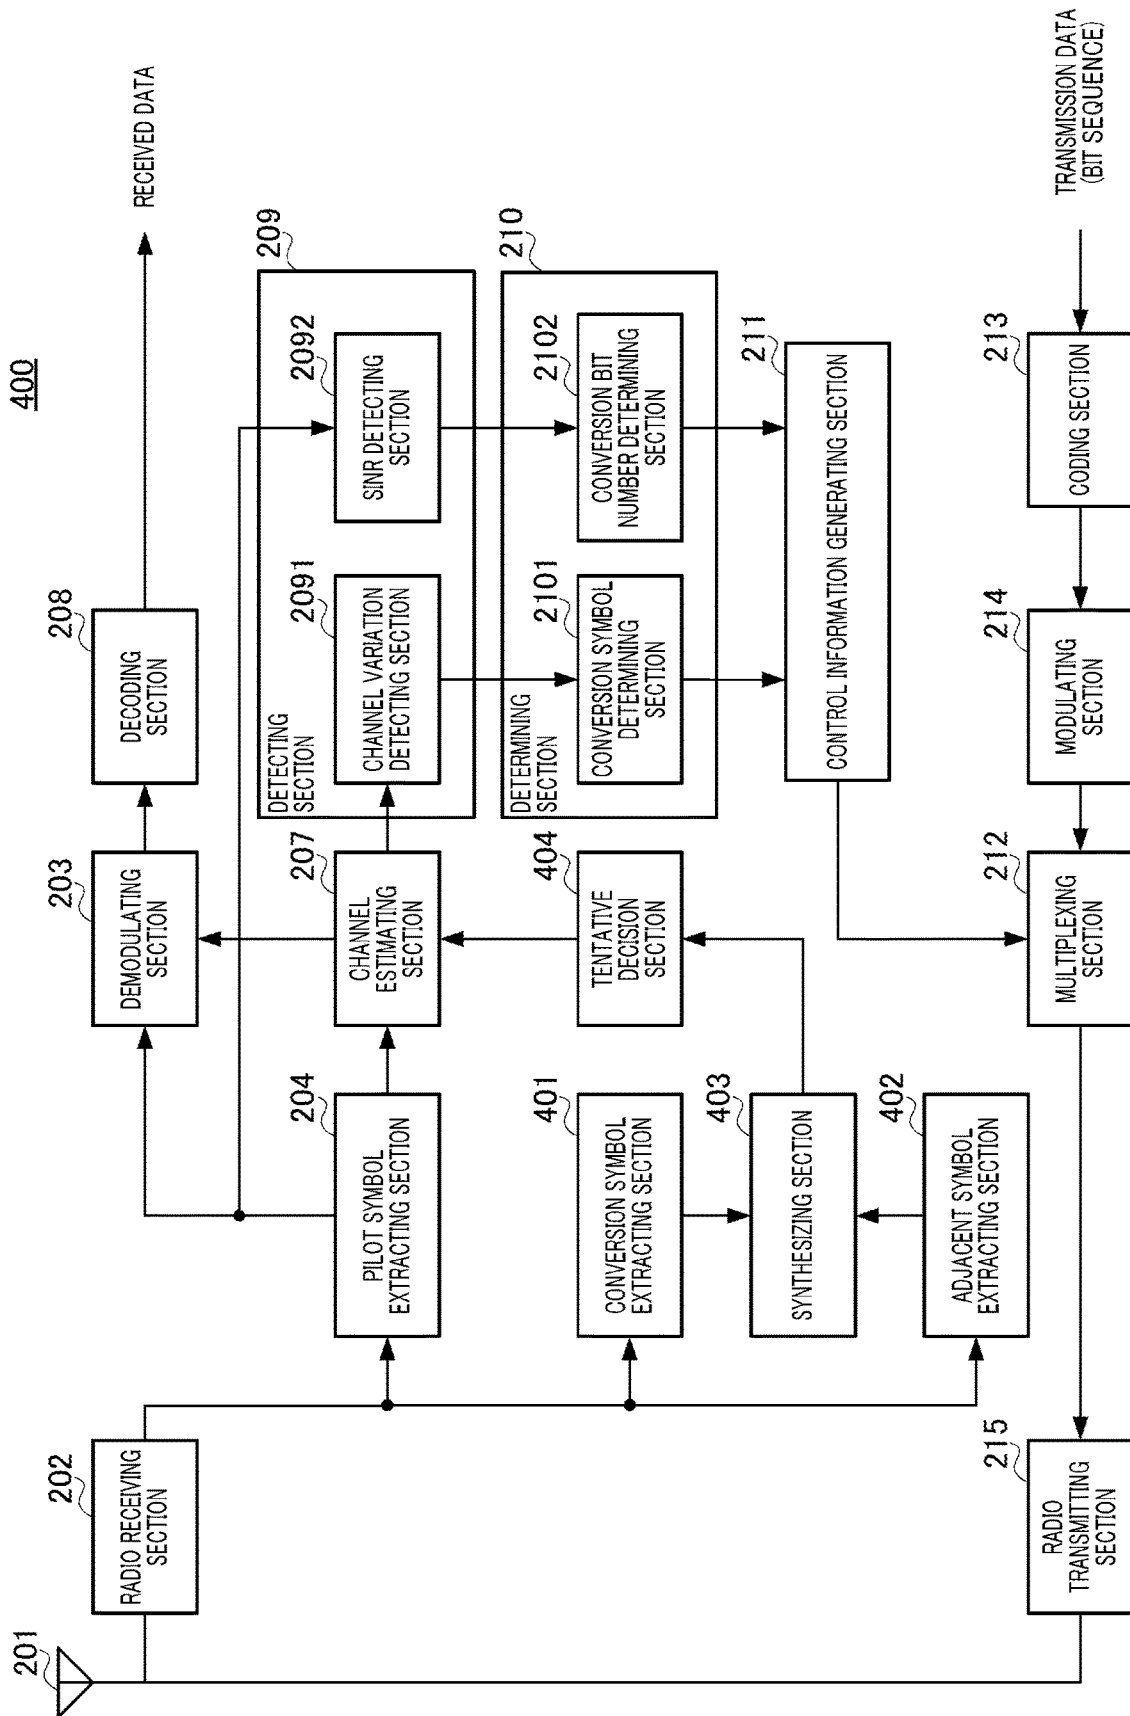 400
201
202
RADIO RECEIVING
SECTION
203
DEMODULATING
SECTION
208
DECODING
SECTION
RECEIVED DATA
204
PILOT SYMBOL
EXTRACTING SECTION
207
CHANNEL
ESTIMATING
SECTION
209
DETECTING
SECTION
2091
CHANNEL VARIATION
DETECTING SECTION
2092
SINR DETECTING
SECTION
401
CONVERSION SYMBOL
EXTRACTING SECTION
404
TENTATIVE
DECISION
SECTION
210
DETERMINING
SECTION
2101
CONVERSION SYMBOL
DETERMINING
SECTION
2102
CONVERSION BIT
NUMBER DETERMINING
SECTION
403
SYNTHESIZING SECTION
211
CONTROL INFORMATION GENERATING SECTION
402
ADJACENT SYMBOL
EXTRACTING SECTION
215
RADIO
TRANSMITTING
SECTION
212
MULTIPLEXING
SECTION
214
MODULATING
SECTION
213
CODING SECTION
TRANSMISSION DATA
(BIT SEQUENCE)